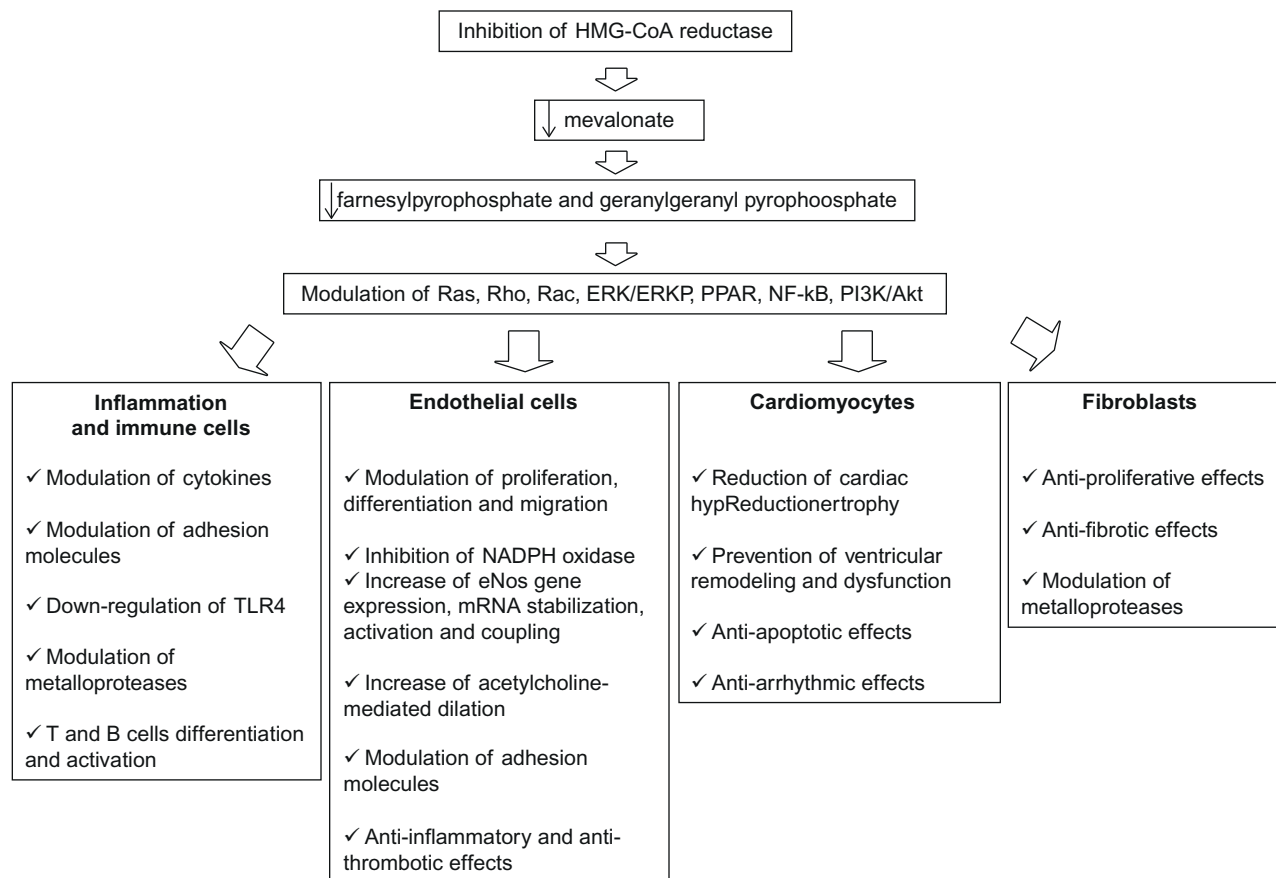 Inhibition of HMG-CoA reductase
↓ mevalonate
↓ farnesylpyrophosphate and geranylgeranyl pyrophoosphate
Modulation of Ras, Rho, Rac, ERK/ERKP, PPAR, NF-kB, PI3K/Akt
Inflammation
and immune cells
✓ Modulation of cytokines
✓ Modulation of adhesion
molecules
✓ Down-regulation of TLR4
✓ Modulation of
metalloproteases
✓ T and B cells differentiation
and activation
Endothelial cells
✓ Modulation of proliferation,
differentiation and migration
✓ Inhibition of NADPH oxidase
✓ Increase of eNos gene
expression, mRNA stabilization,
activation and coupling
✓ Increase of acetylcholine-
mediated dilation
✓ Modulation of adhesion
molecules
✓ Anti-inflammatory and anti-
thrombotic effects
Cardiomyocytes
✓ Reduction of cardiac
hypReductionertrophy
✓ Prevention of ventricular
remodeling and dysfunction
✓ Anti-apoptotic effects
✓ Anti-arrhythmic effects
Fibroblasts
✓ Anti-proliferative effects
✓ Anti-fibrotic effects
✓ Modulation of
metalloproteases